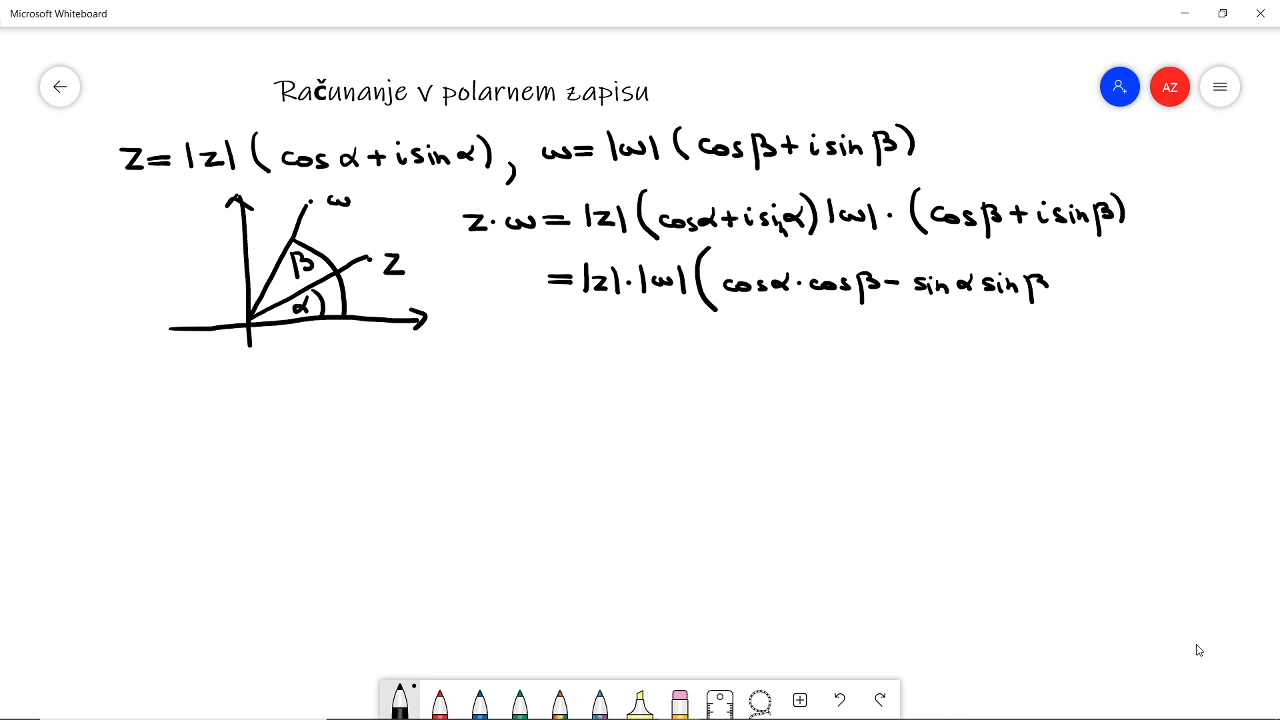 Microsoft Whiteboard
Računanje v polarnem zapisu
AZ
z = |z| ( cos α + i sin α ) , ω = |ω| ( cos β + i sin β )
ω
z · ω = |z| ( cos α + i sin α ) |ω| · ( cos β + i sin β )
β
z
= |z| · |ω| ( cos α · cos β − sin α sin β
α